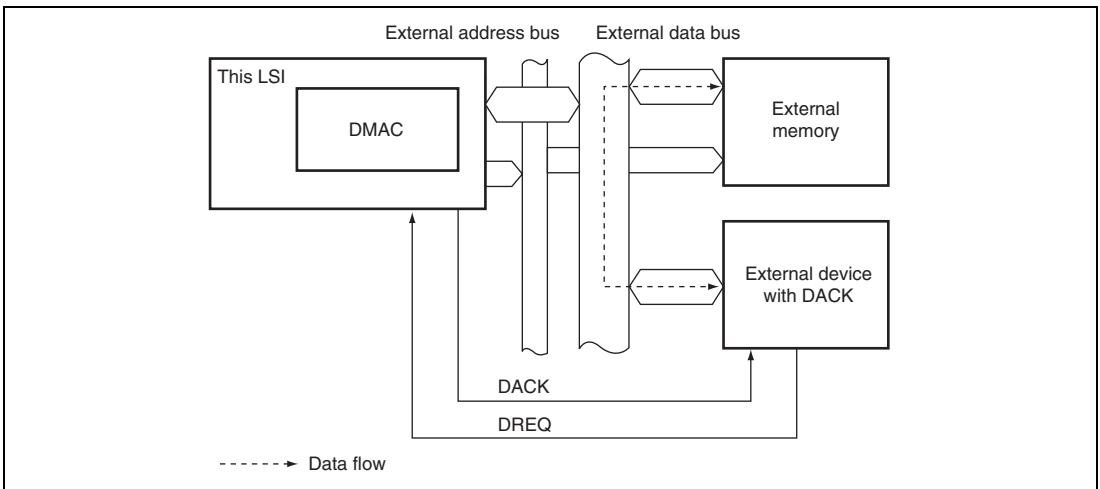 External address bus
External data bus
This LSI
DMAC
External
memory
External device
with DACK
DACK
DREQ
Data flow